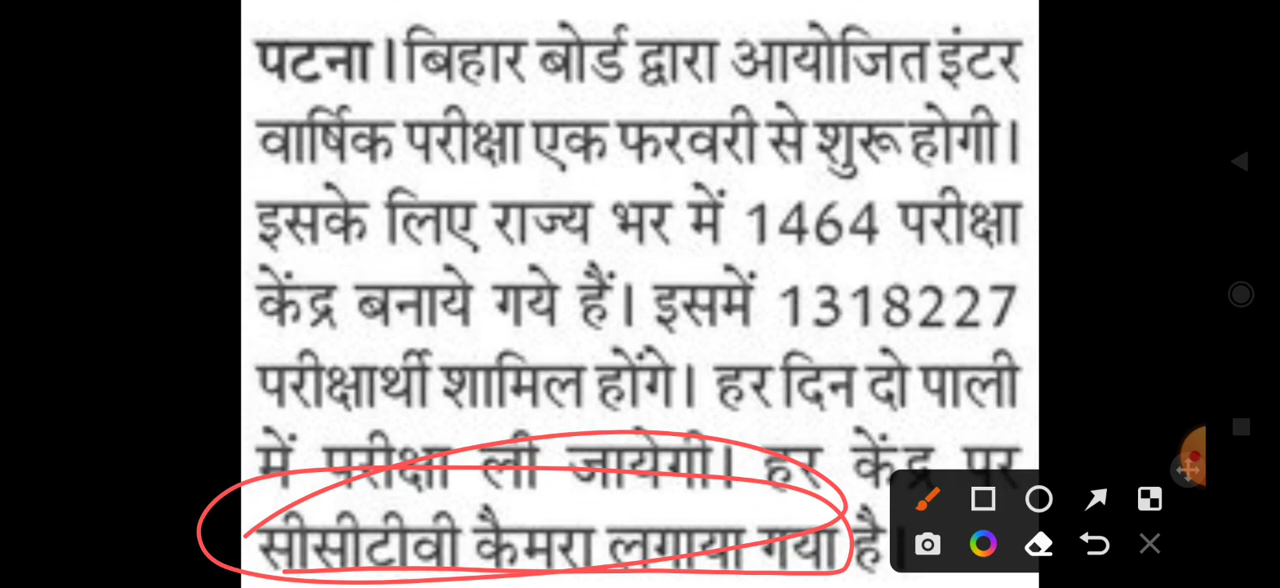 पटना। बिहार बोर्ड द्वारा आयोजित इंटर
वार्षिक परीक्षा एक फरवरी से शुरू होगी।
इसके लिए राज्य भर में 1464 परीक्षा
केंद्र बनाये गये हैं। इसमें 1318227
परीक्षार्थी शामिल होंगे। हर दिन दो पाली
में परीक्षा ली जायेगी। हर केंद्र पर
सीसीटीवी कैमरा लगाया गया है